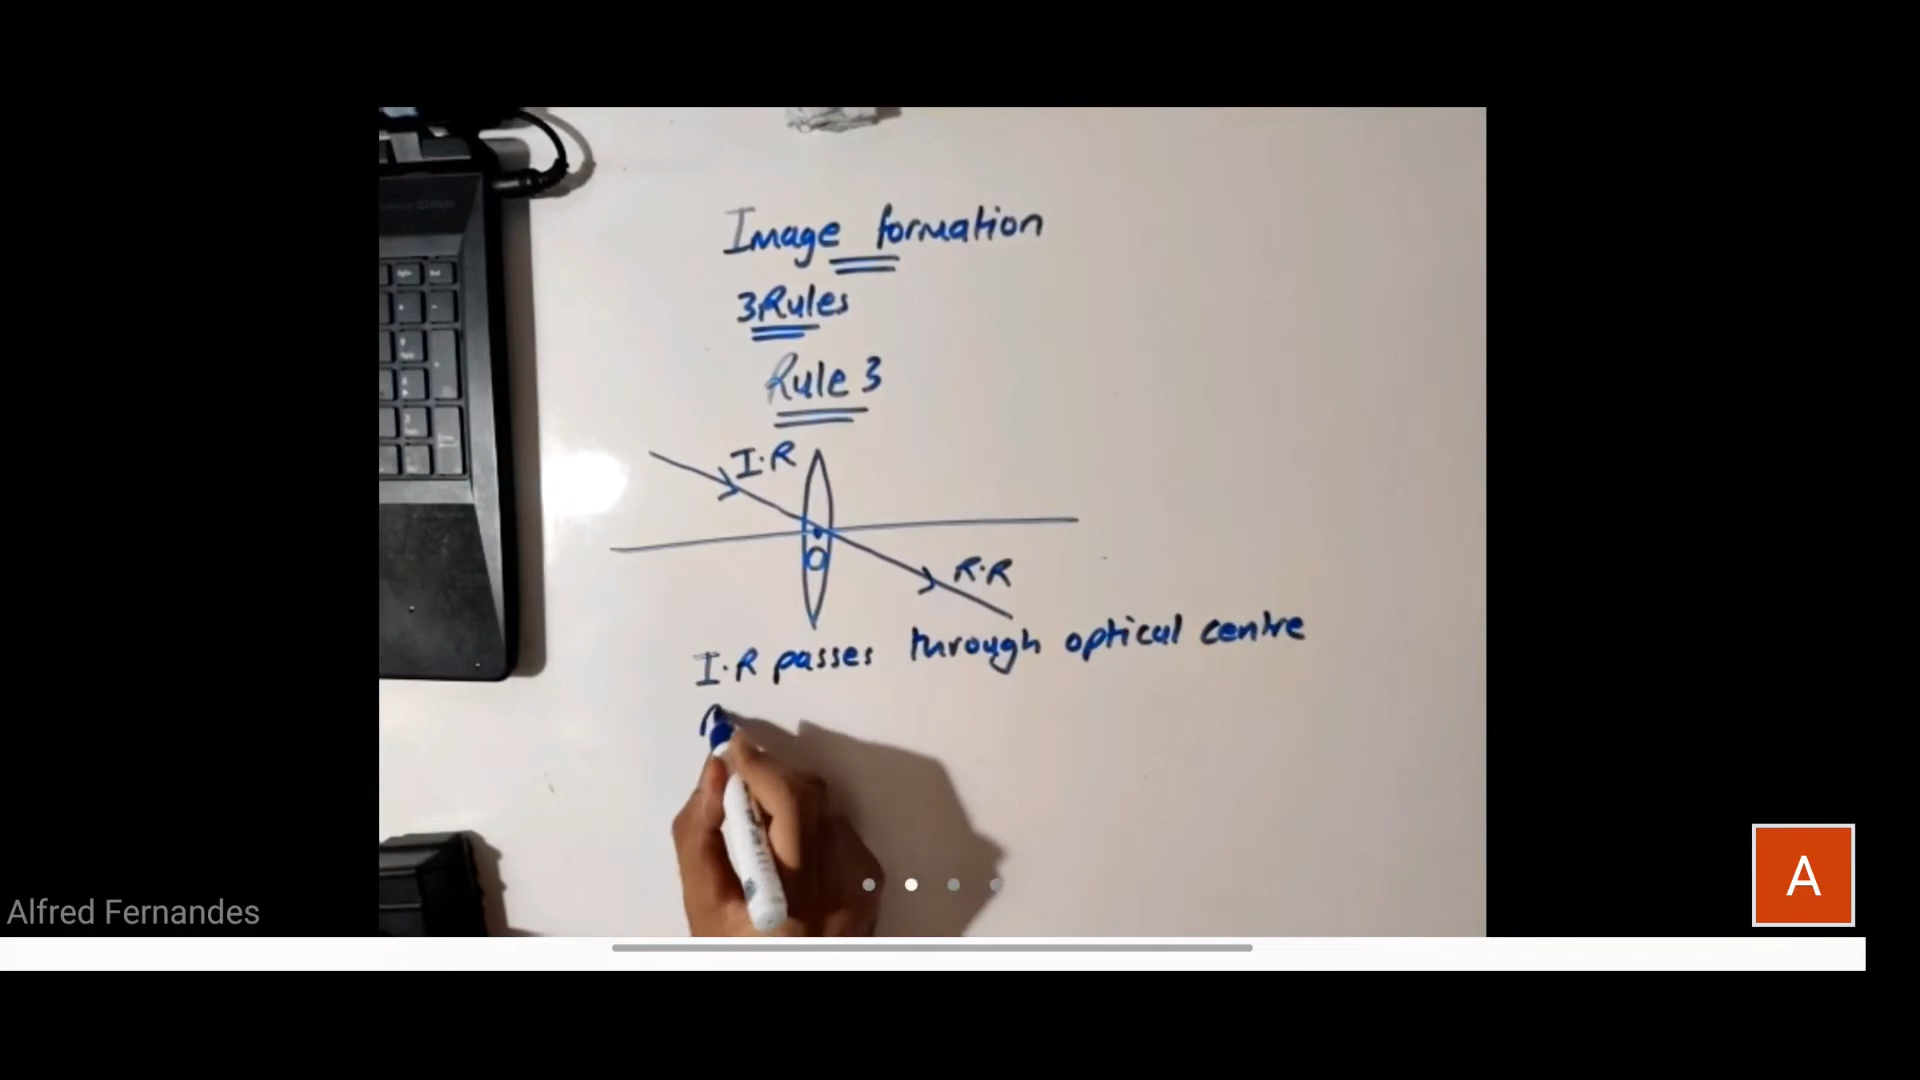 Image formation
3 Rules
Rule 3
I.R
O
R.R
I.R passes through optical centre
Alfred Fernandes
A